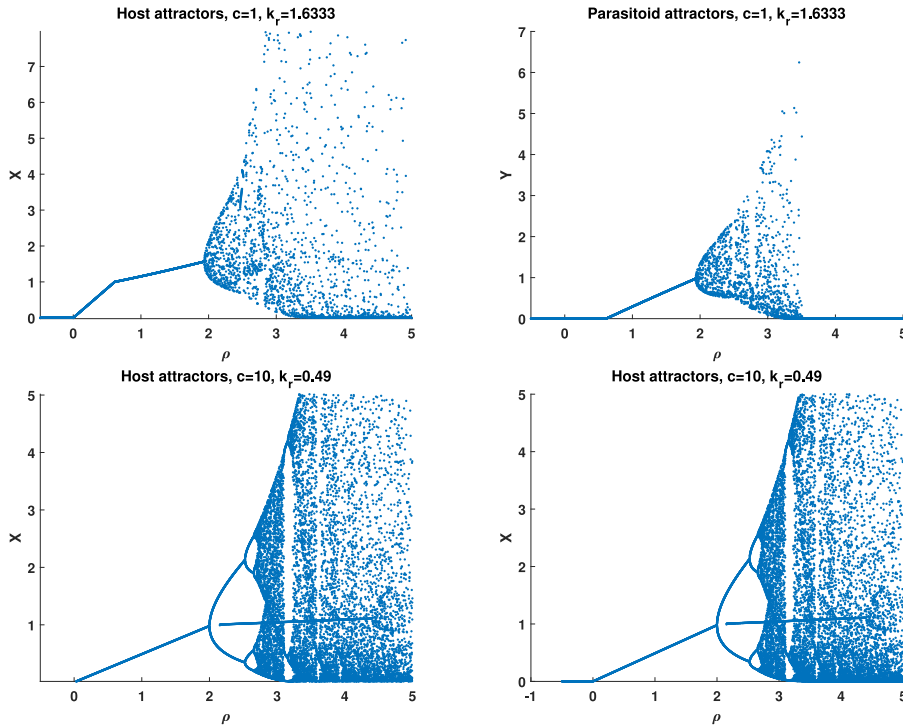 Host attractors, c=1, k_r=1.6333
7
6
5
4
3
2
1
0
X
0 1 2 3 4 5
ρ
Parasitoid attractors, c=1, k_r=1.6333
7
6
5
4
3
2
1
0
Y
0 1 2 3 4 5
ρ
Host attractors, c=10, k_r=0.49
5
4
3
2
1
X
0 1 2 3 4 5
ρ
Host attractors, c=10, k_r=0.49
5
4
3
2
1
X
-1 0 1 2 3 4 5
ρ